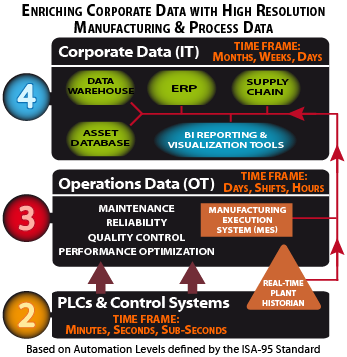 Enriching Corporate Data with High Resolution
Manufacturing & Process Data
Corporate Data (IT)
Time Frame:
Months, Weeks, Days
4
Data
Warehouse
ERP
Supply
Chain
Asset
Database
BI Reporting &
Visualization Tools
Operations Data (OT)
Time Frame:
Days, Shifts, Hours
3
Maintenance
Reliability
Quality Control
Performance Optimization
Manufacturing
Execution
System (MES)
Real-Time
Plant
Historian
2
PLCs & Control Systems
Time Frame:
Minutes, Seconds, Sub-Seconds
Based on Automation Levels defined by the ISA-95 Standard